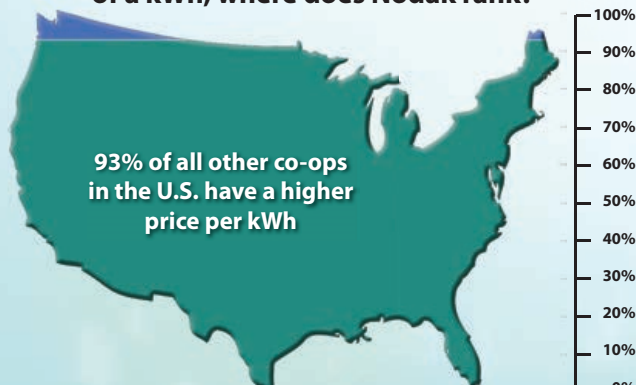 of a kWh, where does Nodak rank?
93% of all other co-ops
in the U.S. have a higher
price per kWh
100%
90%
80%
70%
60%
50%
40%
30%
20%
10%
0%